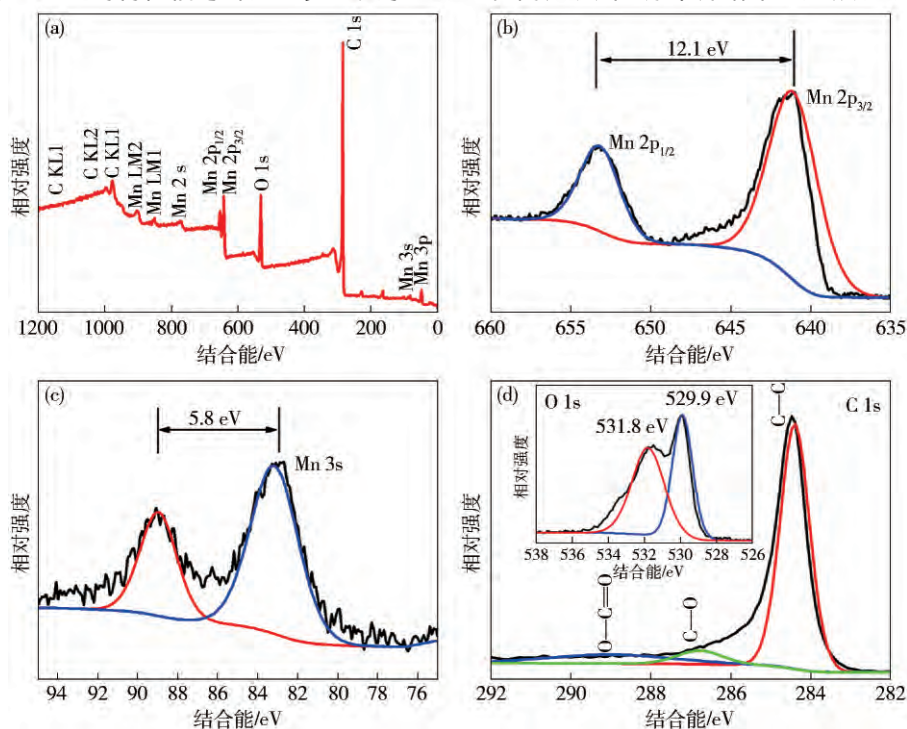 (a)
C KL1
C KL2
C KL1
Mn LM2
Mn LM1
Mn 2 s
Mn 2p1/2
Mn 2p3/2
O 1s
C 1s
Mn 3s
Mn 3p
相对强度
1200 1000 800 600 400 200 0
结合能/eV
(b)
12.1 eV
Mn 2p3/2
Mn 2p1/2
相对强度
660 655 650 645 640 635
结合能/eV
(c)
5.8 eV
Mn 3s
相对强度
94 92 90 88 86 84 82 80 78 76
结合能/eV
(d)
O 1s
529.9 eV
531.8 eV
相对强度
538 536 534 532 530 528 526
结合能/eV
C—C
C 1s
O—C=O
C—O
相对强度
292 290 288 286 284 282
结合能/eV